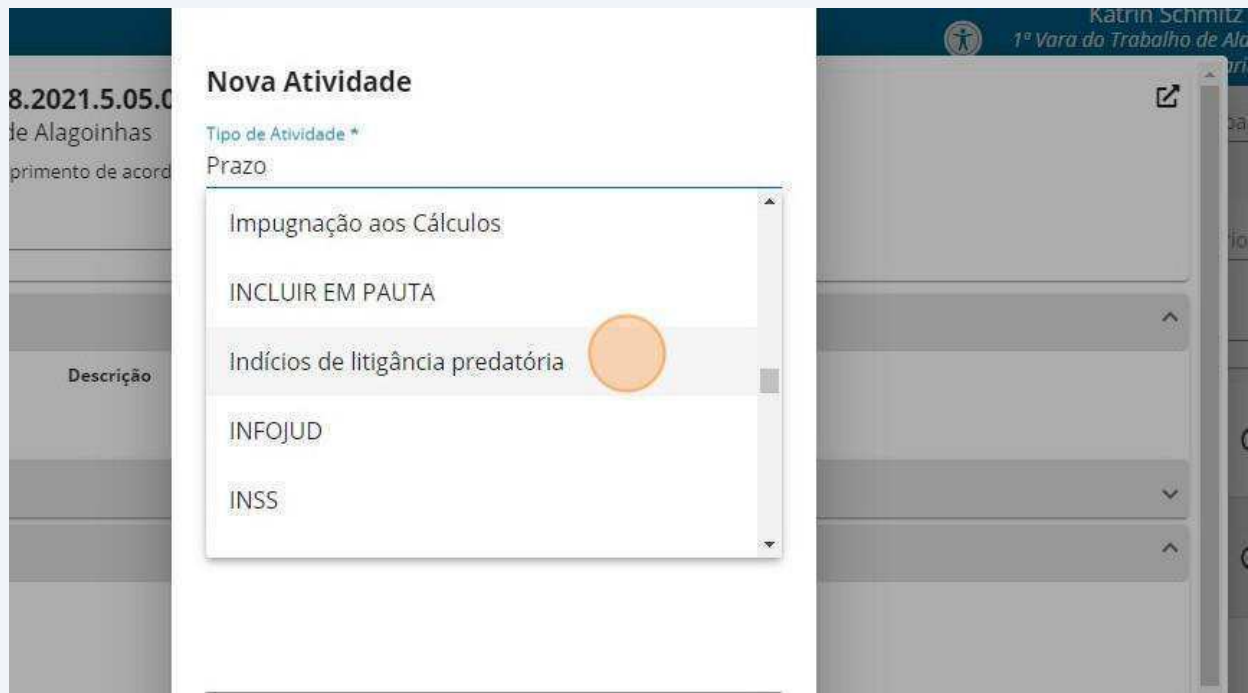 Katrin Schmitz
1ª Vara do Trabalho de Ala
8.2021.5.05.0
de Alagoinhas
primento de acord
Descrição
Nova Atividade
Tipo de Atividade *
Prazo
Impugnação aos Cálculos
INCLUIR EM PAUTA
Indícios de litigância predatória
INFOJUD
INSS